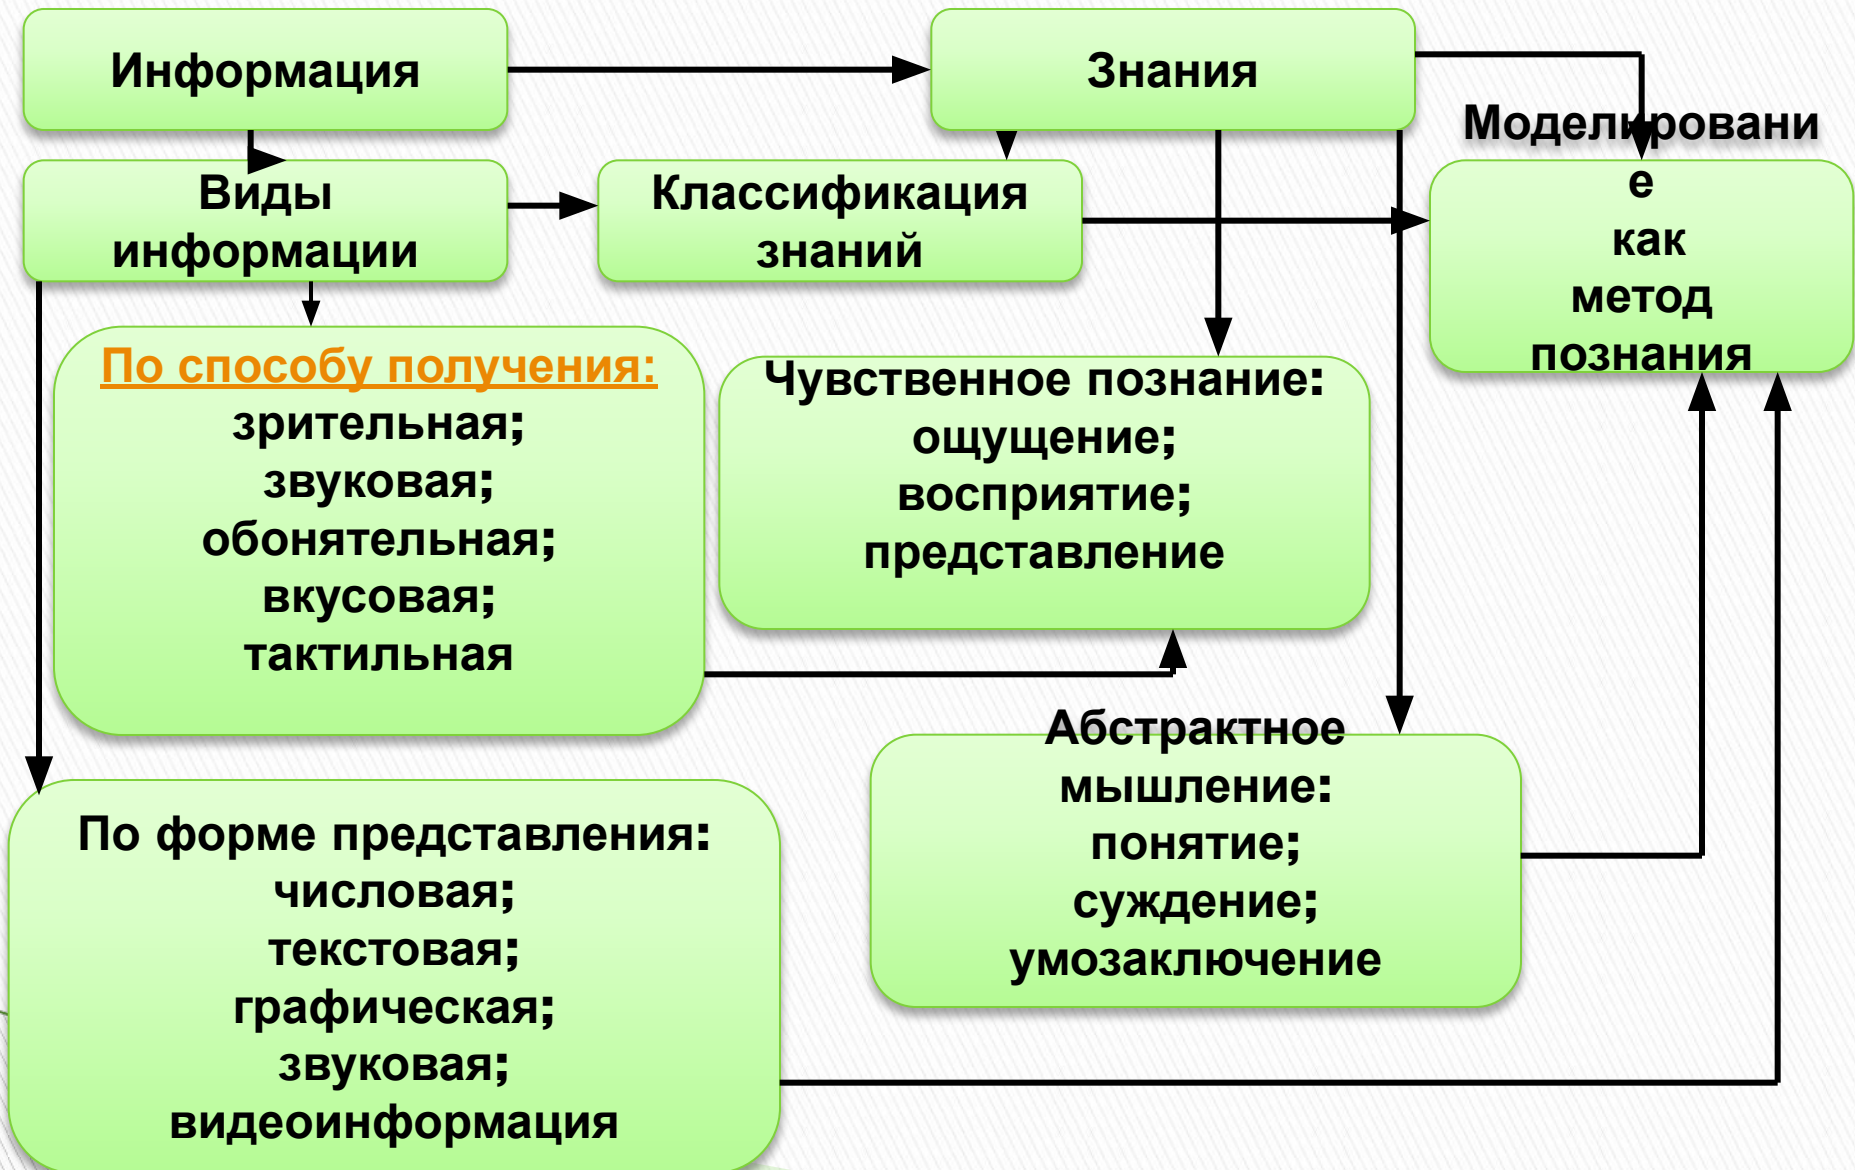 Информация
Знания
Моделировани
е
как
метод
познания
Виды
информации
Классификация
знаний
По способу получения:
зрительная;
звуковая;
обонятельная;
вкусовая;
тактильная
Чувственное познание:
ощущение;
восприятие;
представление
Абстрактное
мышление:
понятие;
суждение;
умозаключение
По форме представления:
числовая;
текстовая;
графическая;
звуковая;
видеоинформация